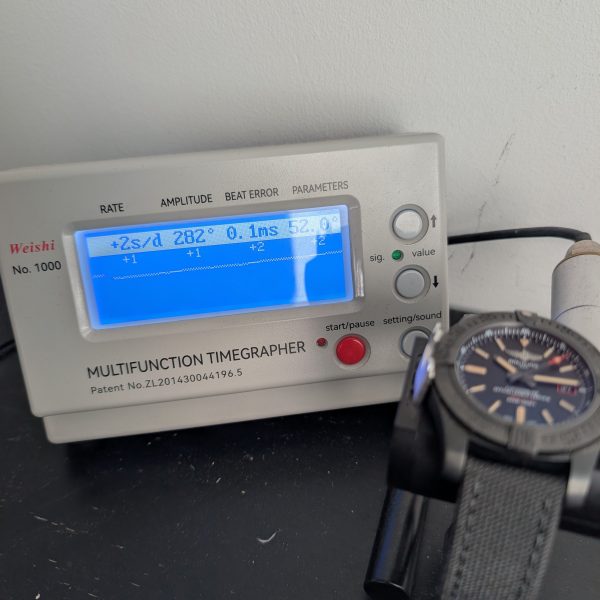 RATE AMPLITUDE BEAT ERROR PARAMETERS
+2s/d 282° 0.1ms 52.0°
+1 +1 +2 +2
Weishi
No. 1000
sig. value
start/pause setting/sound
MULTIFUNCTION TIMEGRAPHER
Patent No.ZL201430044196.5